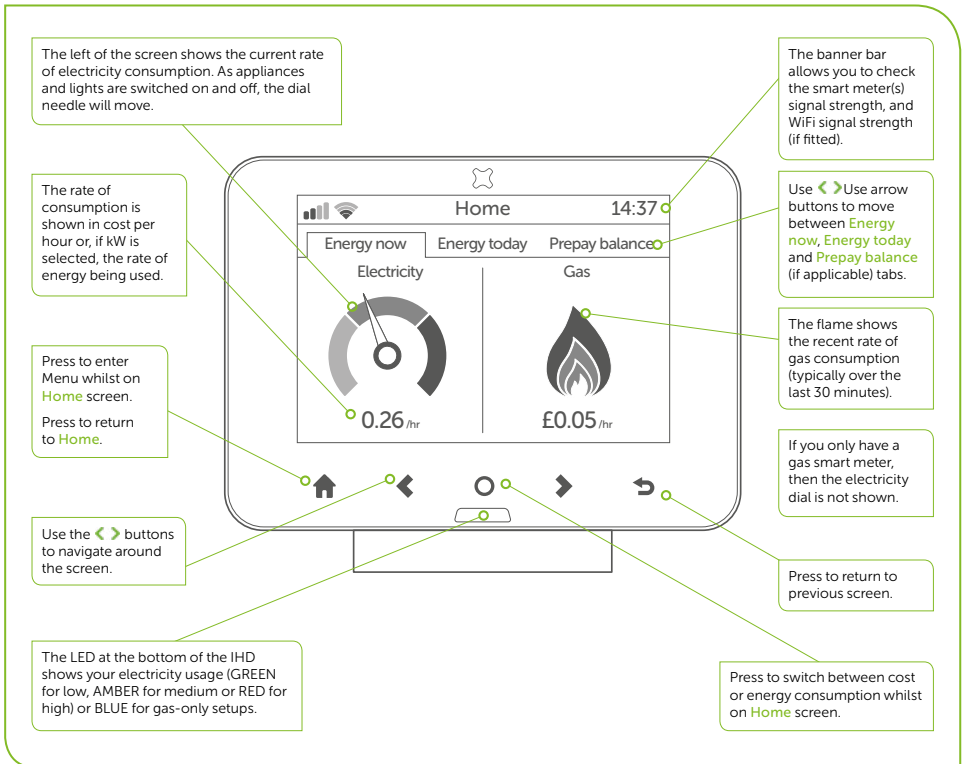 The left of the screen shows the current rate
of electricity consumption. As appliances
and lights are switched on and off, the dial
needle will move.
The banner bar
allows you to check
the smart meter(s)
signal strength, and
WiFi signal strength
(if fitted).
The rate of
consumption is
shown in cost per
hour or, if kW is
selected, the rate of
energy being used.
Home 14:37
Energy now Energy today Prepay balance
Electricity Gas
0.26 /hr £0.05 /hr
Use < > Use arrow
buttons to move
between Energy
now, Energy today
and Prepay balance
(if applicable) tabs.
The flame shows
the recent rate of
gas consumption
(typically over the
last 30 minutes).
Press to enter
Menu whilst on
Home screen.
Press to return
to Home.
If you only have a
gas smart meter,
then the electricity
dial is not shown.
Use the < > buttons
to navigate around
the screen.
Press to return to
previous screen.
The LED at the bottom of the IHD
shows your electricity usage (GREEN
for low, AMBER for medium or RED for
high) or BLUE for gas-only setups.
Press to switch between cost
or energy consumption whilst
on Home screen.